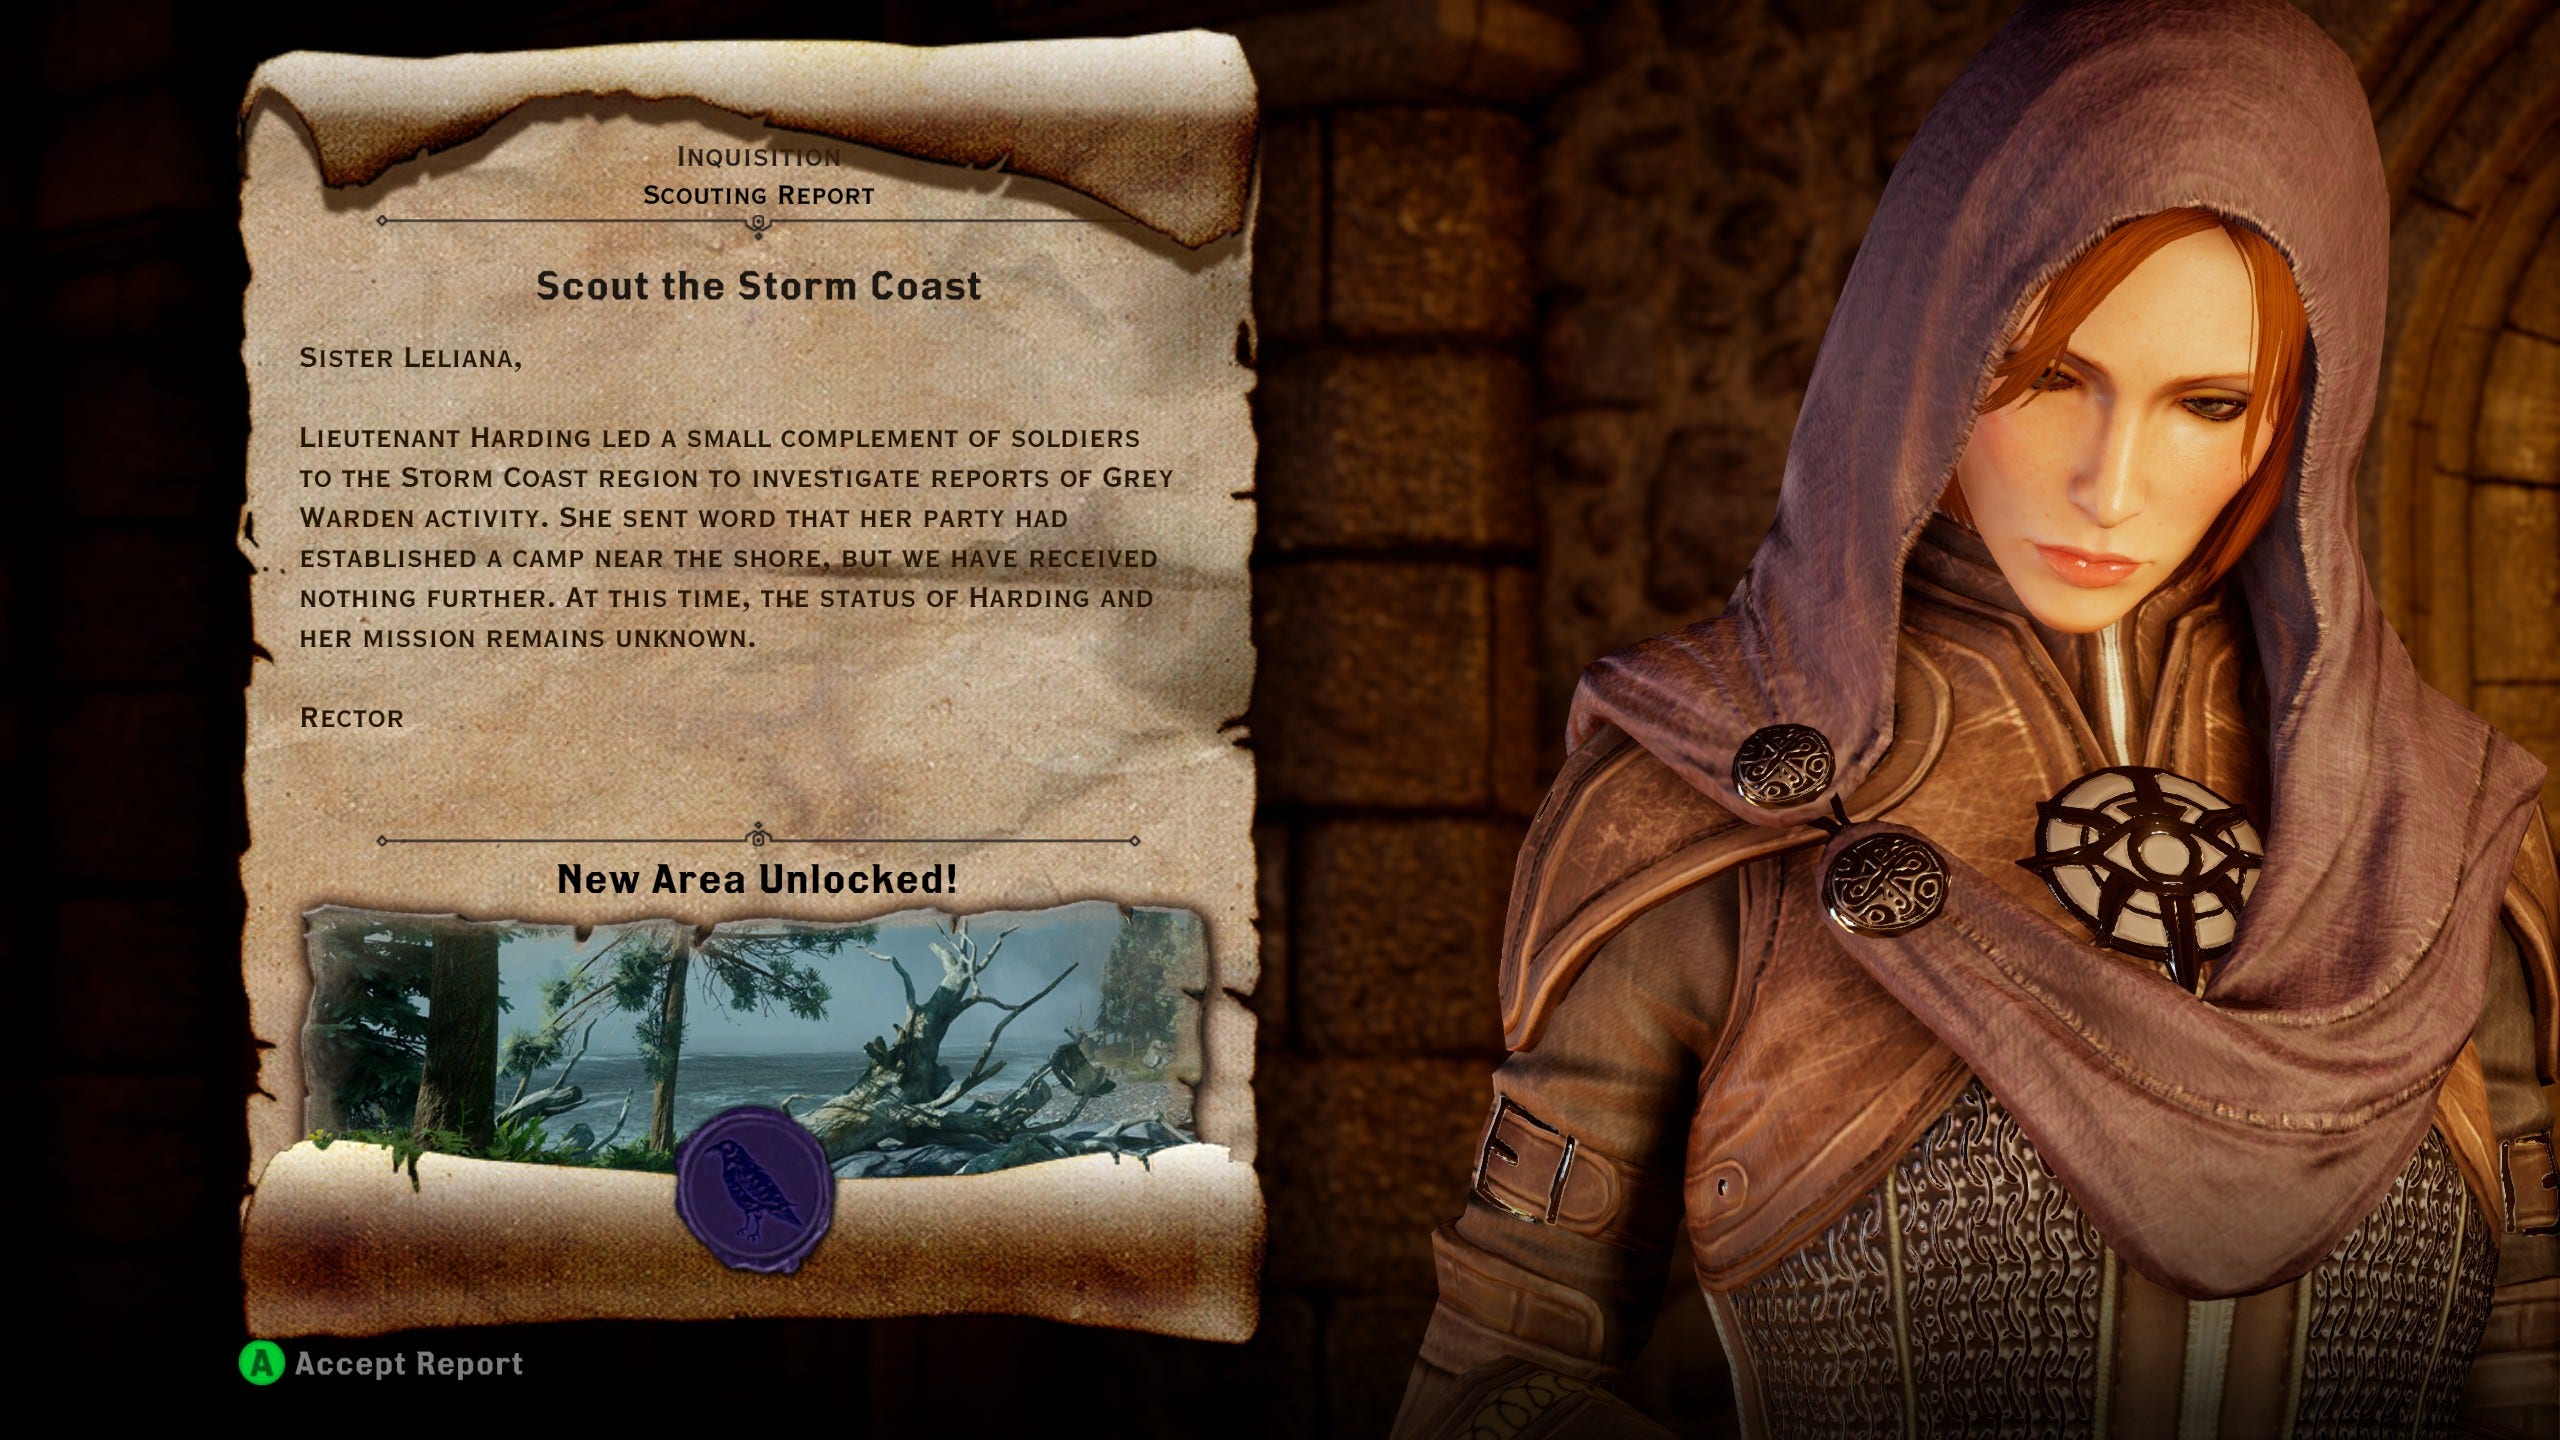 Inquisition
Scouting Report
Scout the Storm Coast
Sister Leliana,
Lieutenant Harding led a small complement of soldiers
to the Storm Coast region to investigate reports of Grey
Warden activity. She sent word that her party had
established a camp near the shore, but we have received
nothing further. At this time, the status of Harding and
her mission remains unknown.
Rector
New Area Unlocked!
A Accept Report